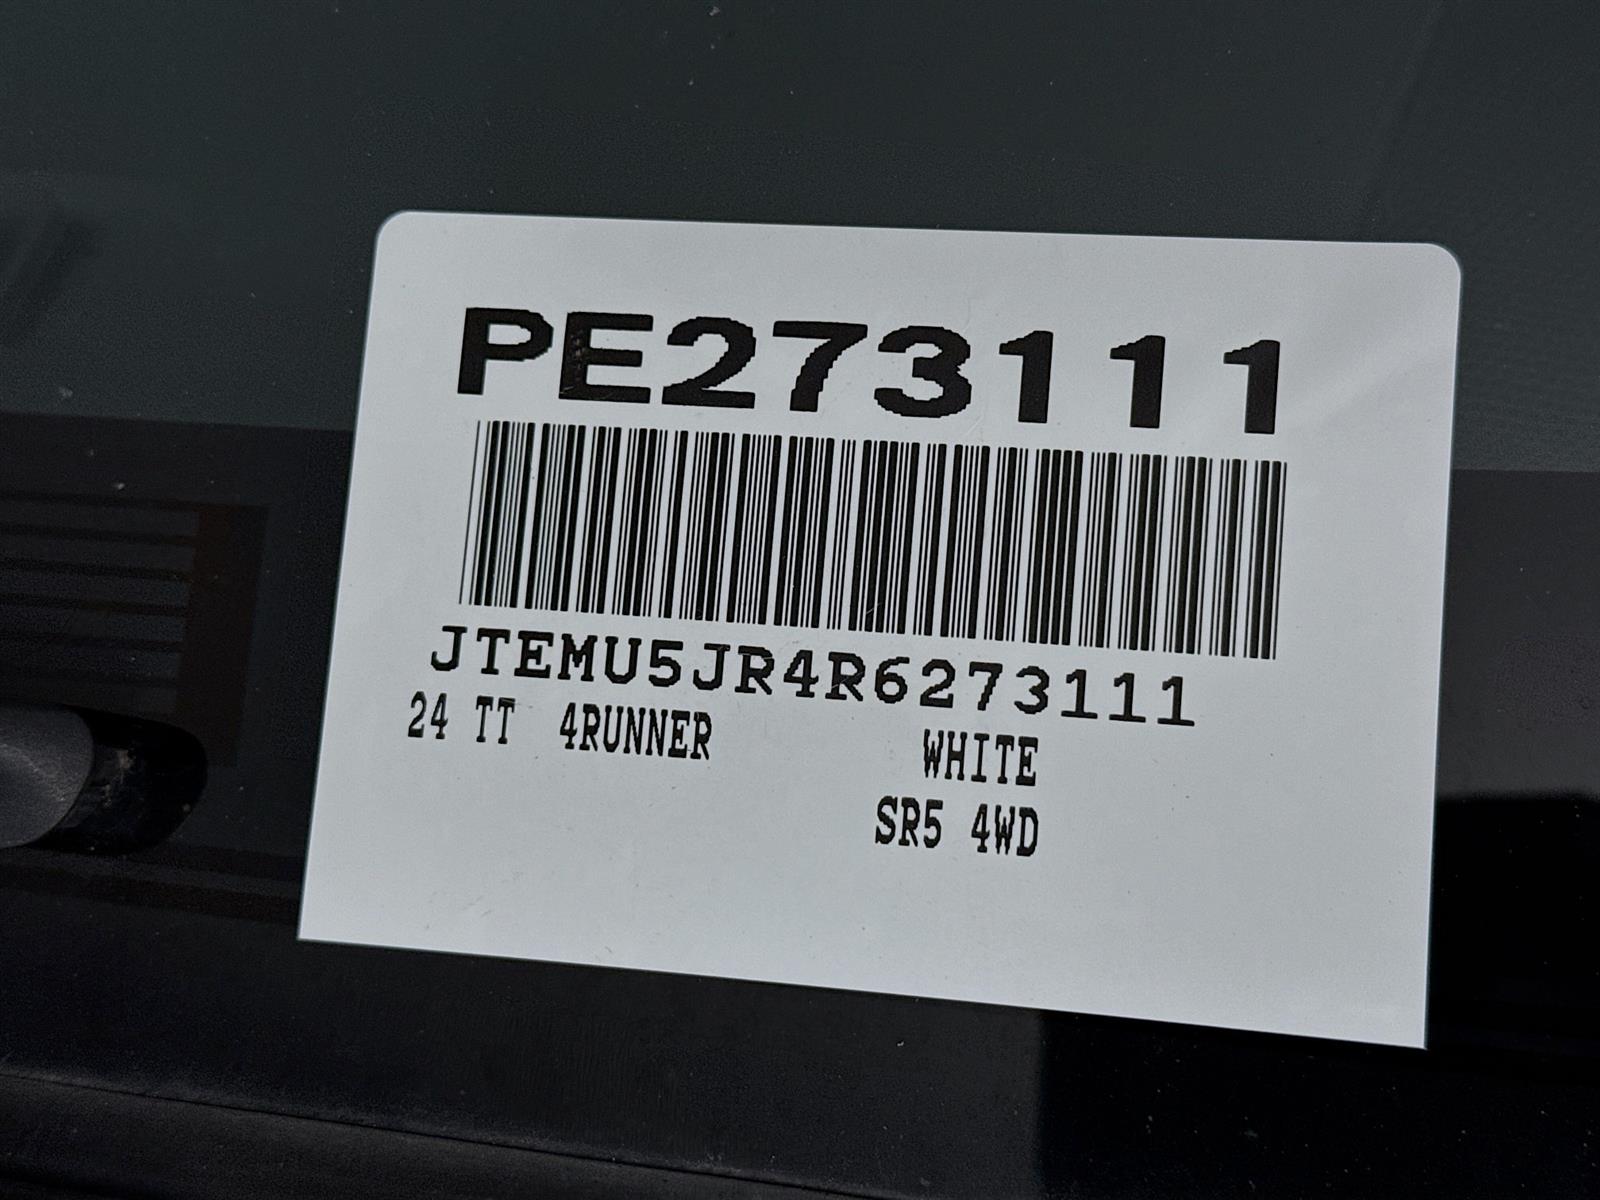 PE273111
JTEMU5JR4R6273111
24 TT 4RUNNER WHITE
SR5 4WD